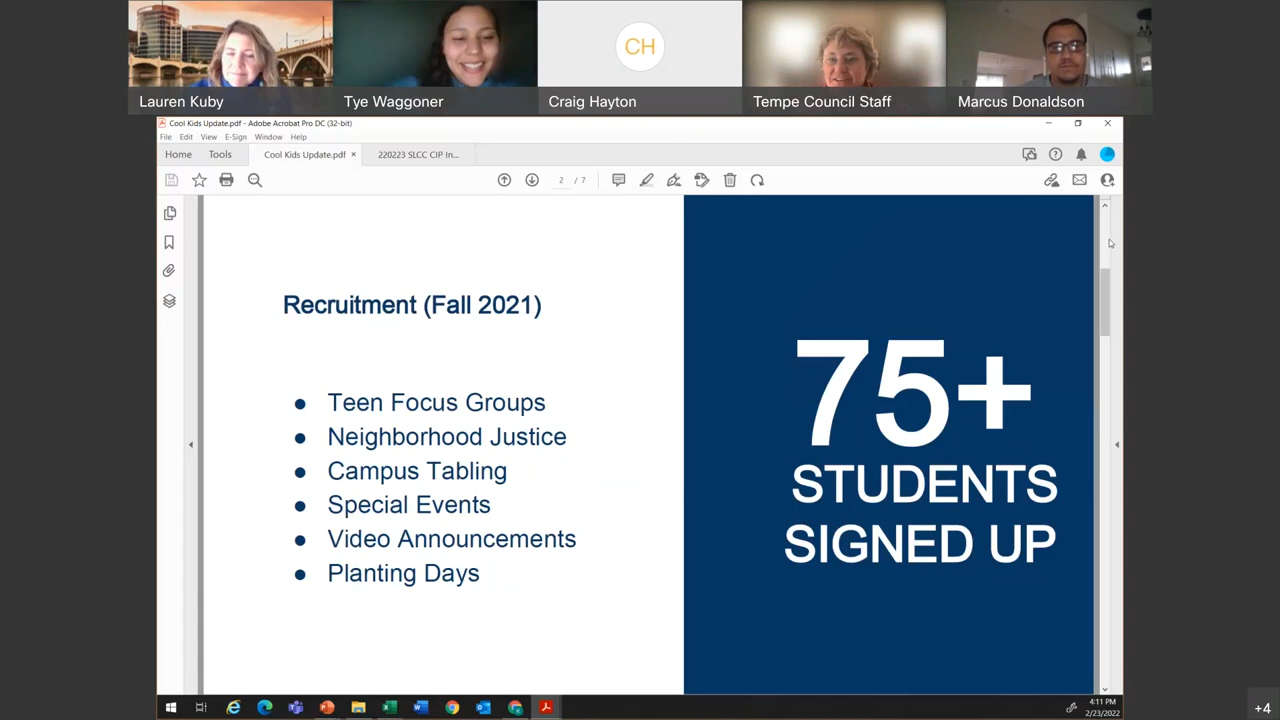 CH
Lauren Kuby
Tye Waggoner
Craig Hayton
Tempe Council Staff
Marcus Donaldson
Cool Kids Update.pdf - Adobe Acrobat Pro DC (32-bit)
File Edit View E-Sign Window Help
Home Tools Cool Kids Update.pdf × 220223 SLCC CIP In...
2 / 7
Recruitment (Fall 2021)
● Teen Focus Groups
● Neighborhood Justice
● Campus Tabling
● Special Events
● Video Announcements
● Planting Days
75+
STUDENTS
SIGNED UP
4:11 PM
2/23/2022
+4